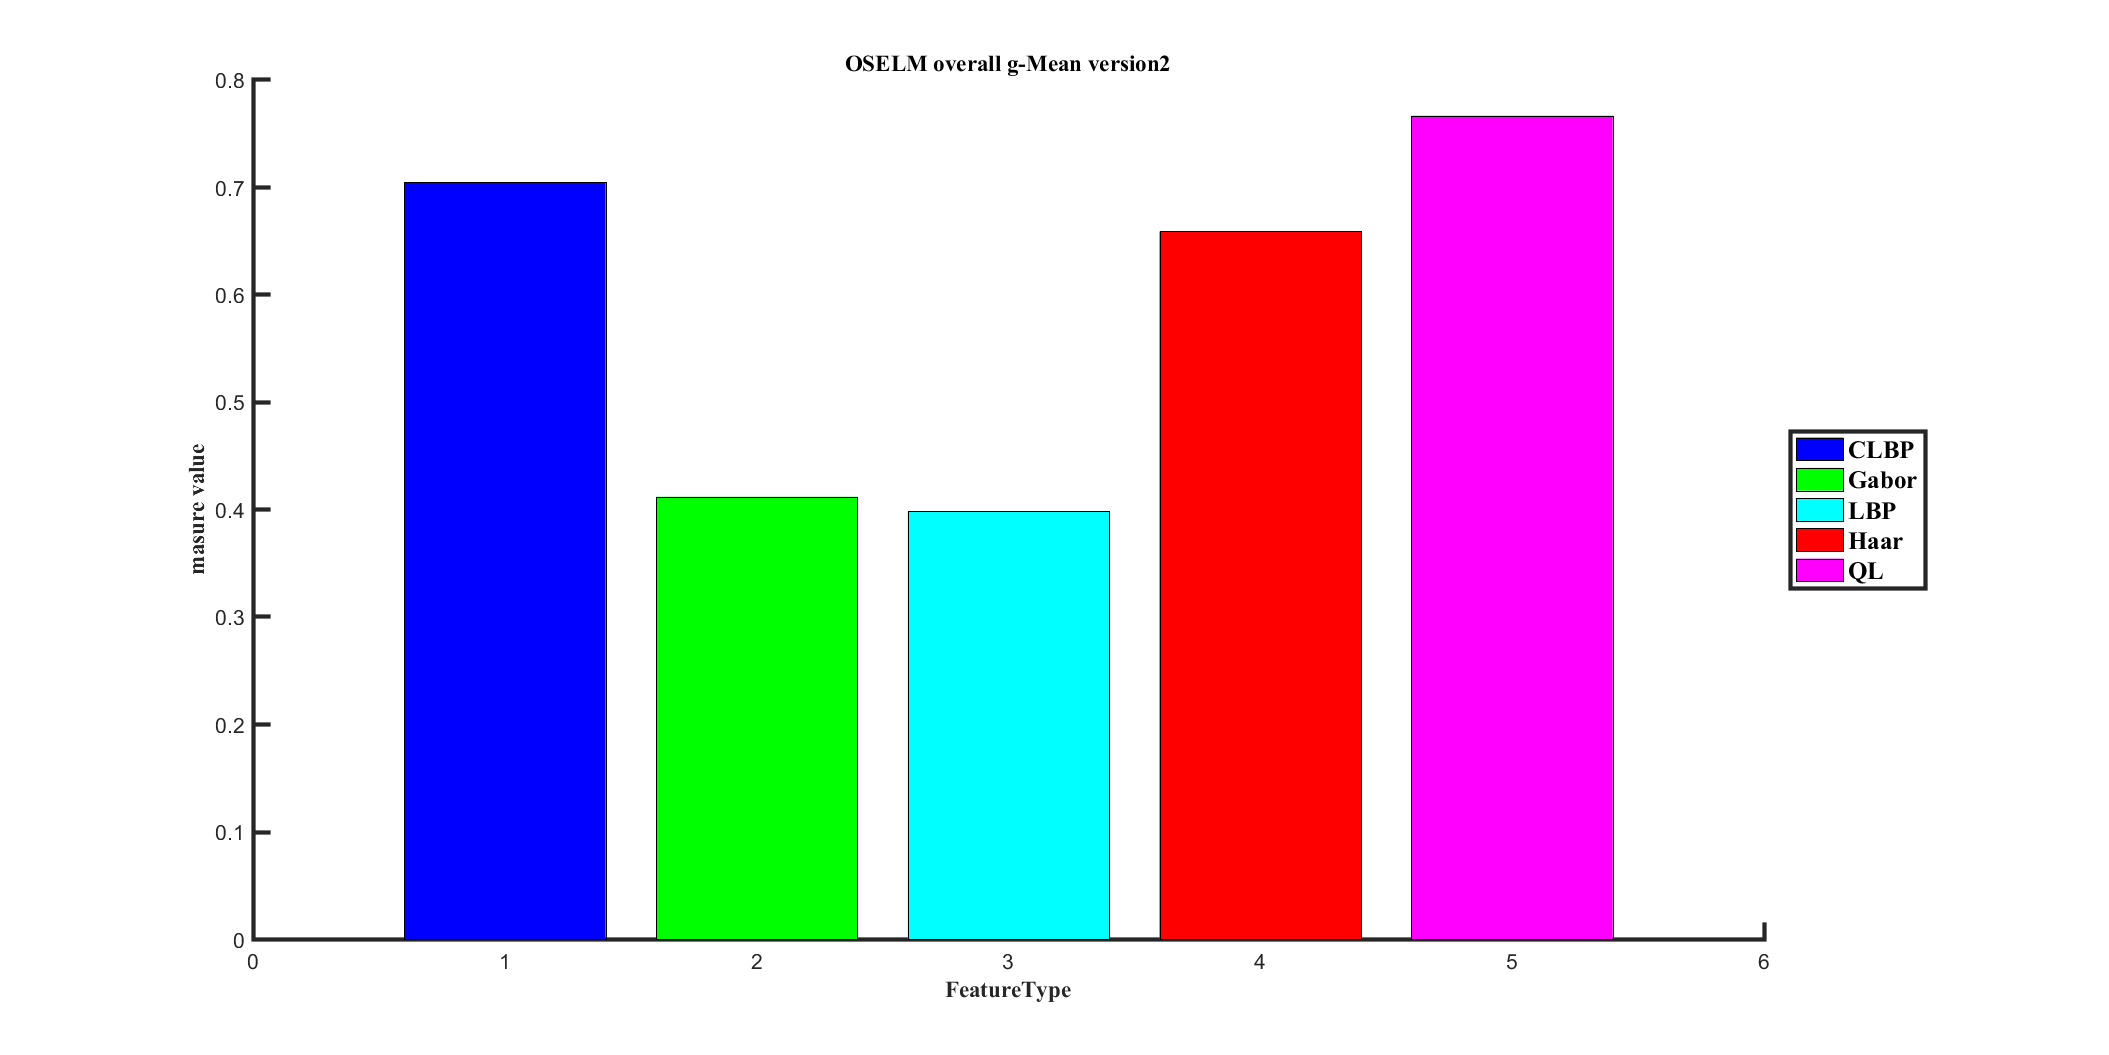 OSELM overall g-Mean version2
0.8
0.7
0.6
0.5
0.4
0.3
0.2
0.1
0
masure value
0 1 2 3 4 5 6
FeatureType
CLBP
Gabor
LBP
Haar
QL